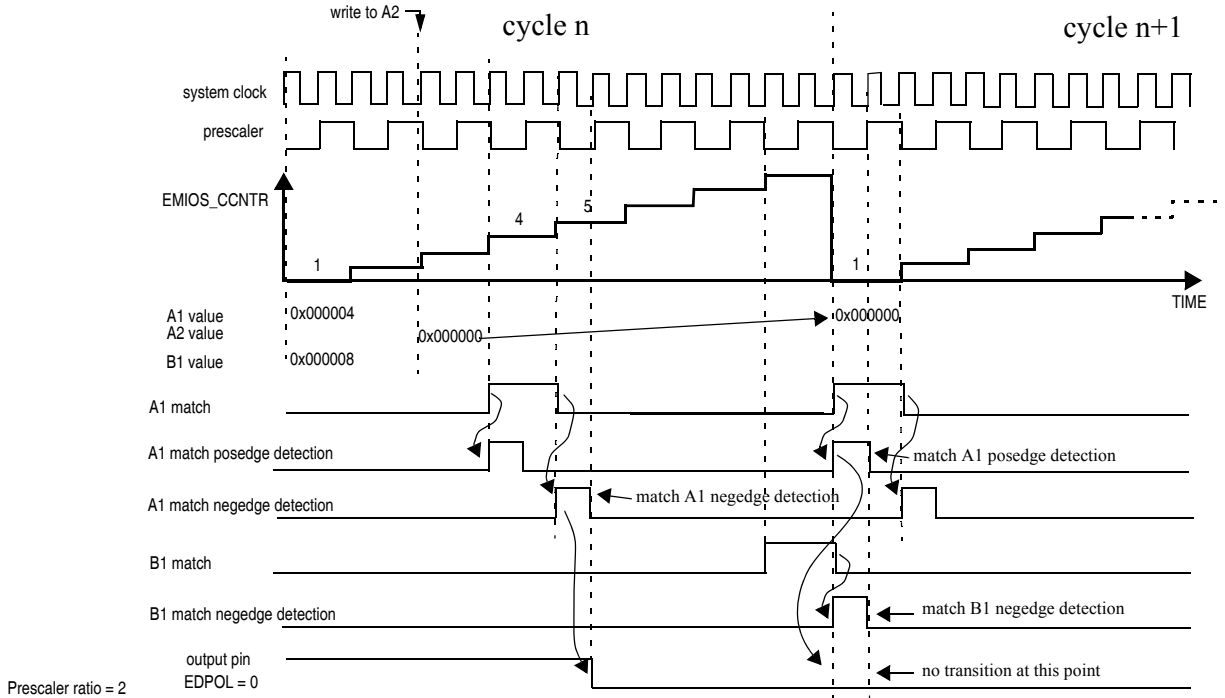 write to A2
cycle n
cycle n+1
system clock
prescaler
EMIOS_CCNTR
1
4
5
1
TIME
A1 value
0x000004
0x000000
A2 value
0x000000
B1 value
0x000008
A1 match
A1 match posedge detection
match A1 posedge detection
A1 match negedge detection
match A1 negedge detection
B1 match
B1 match negedge detection
match B1 negedge detection
output pin
EDPOL = 0
no transition at this point
Prescaler ratio = 2